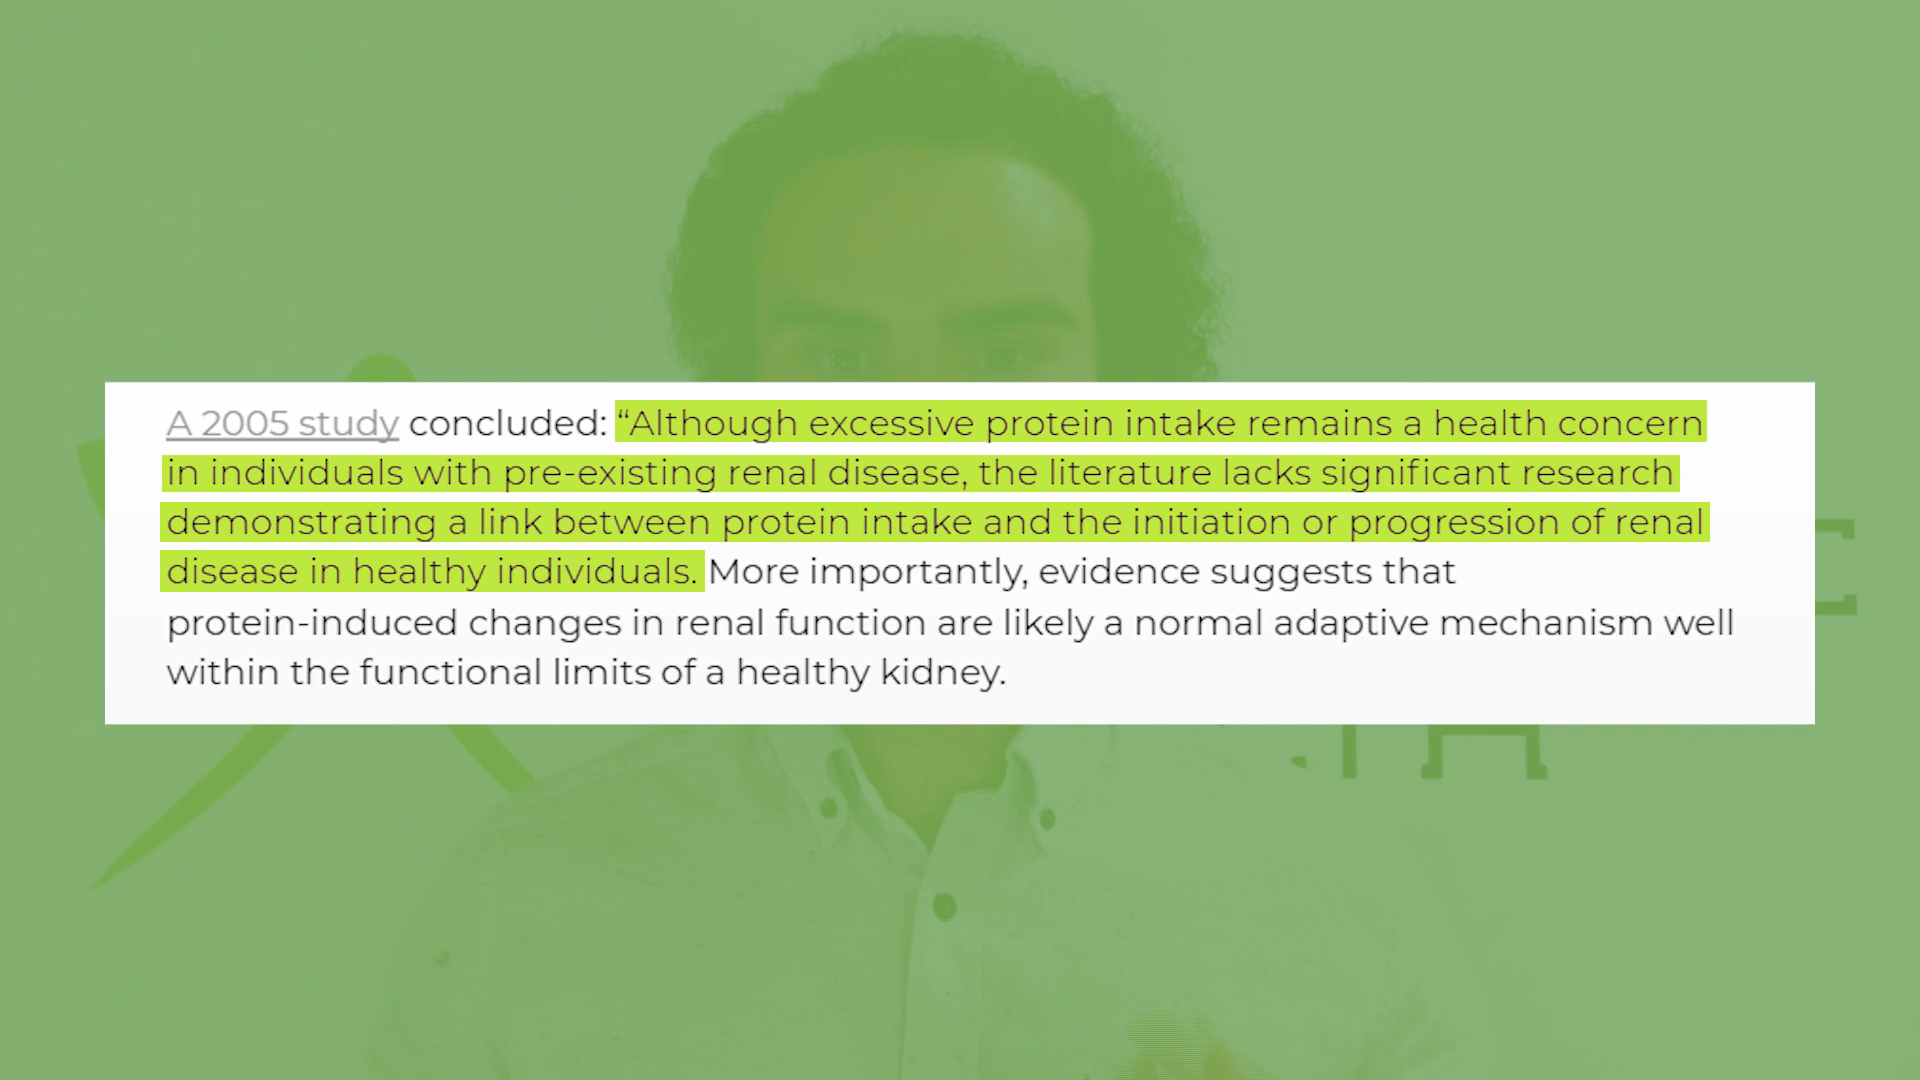 A 2005 study concluded: “Although excessive protein intake remains a health concern
in individuals with pre-existing renal disease, the literature lacks significant research
demonstrating a link between protein intake and the initiation or progression of renal
disease in healthy individuals. More importantly, evidence suggests that
protein-induced changes in renal function are likely a normal adaptive mechanism well
within the functional limits of a healthy kidney.